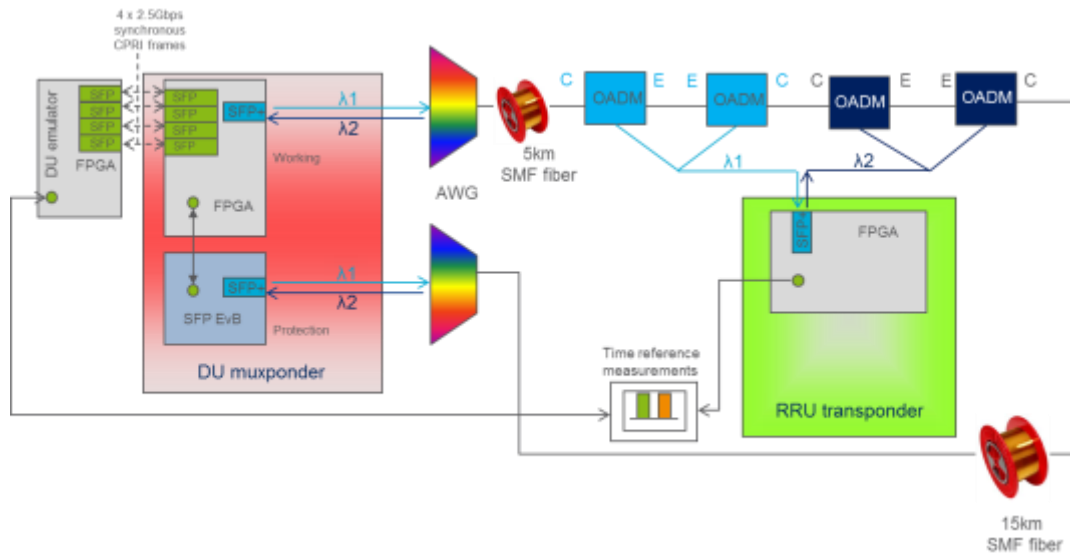 4 x 2.5Gbps
synchronous
CPRI frames
DU emulator
SFP
SFP
SFP
SFP
FPGA
SFP
SFP
SFP
SFP
SFP+
Working
FPGA
SFP+
SFP EvB
Protection
DU muxponder
λ1
λ2
λ1
λ2
AWG
5km
SMF fiber
C OADM E E OADM C C OADM E E OADM C
λ1
λ2
SFP+
FPGA
RRU transponder
Time reference
measurements
15km
SMF fiber